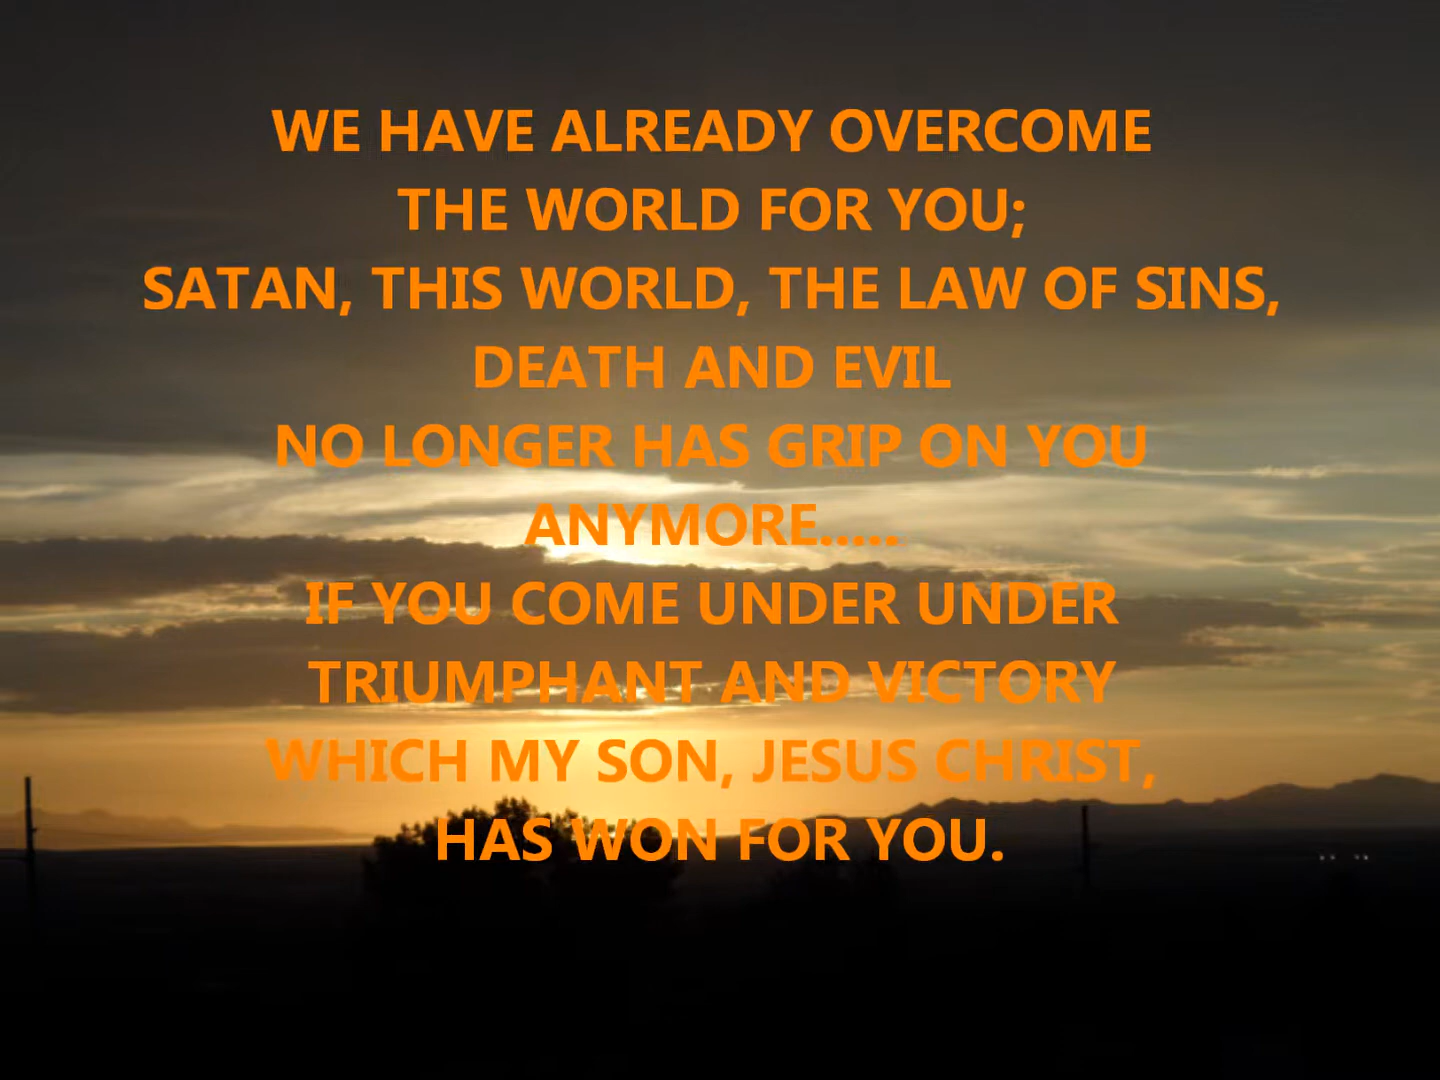 WE HAVE ALREADY OVERCOME
THE WORLD FOR YOU;
SATAN, THIS WORLD, THE LAW OF SINS,
DEATH AND EVIL
NO LONGER HAS GRIP ON YOU
ANYMORE.....
IF YOU COME UNDER UNDER
TRIUMPHANT AND VICTORY
WHICH MY SON, JESUS CHRIST,
HAS WON FOR YOU.